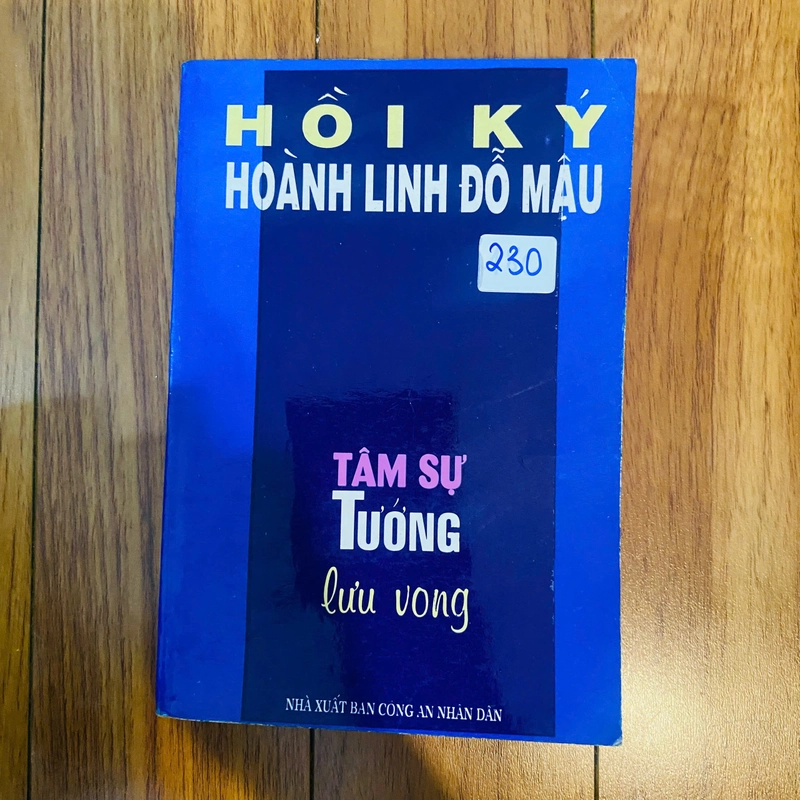 HỒI KÝ
HOÀNH LINH ĐỖ MẬU
230
TÂM SỰ
TƯỚNG
lưu vong
NHÀ XUẤT BẢN CÔNG AN NHÂN DÂN